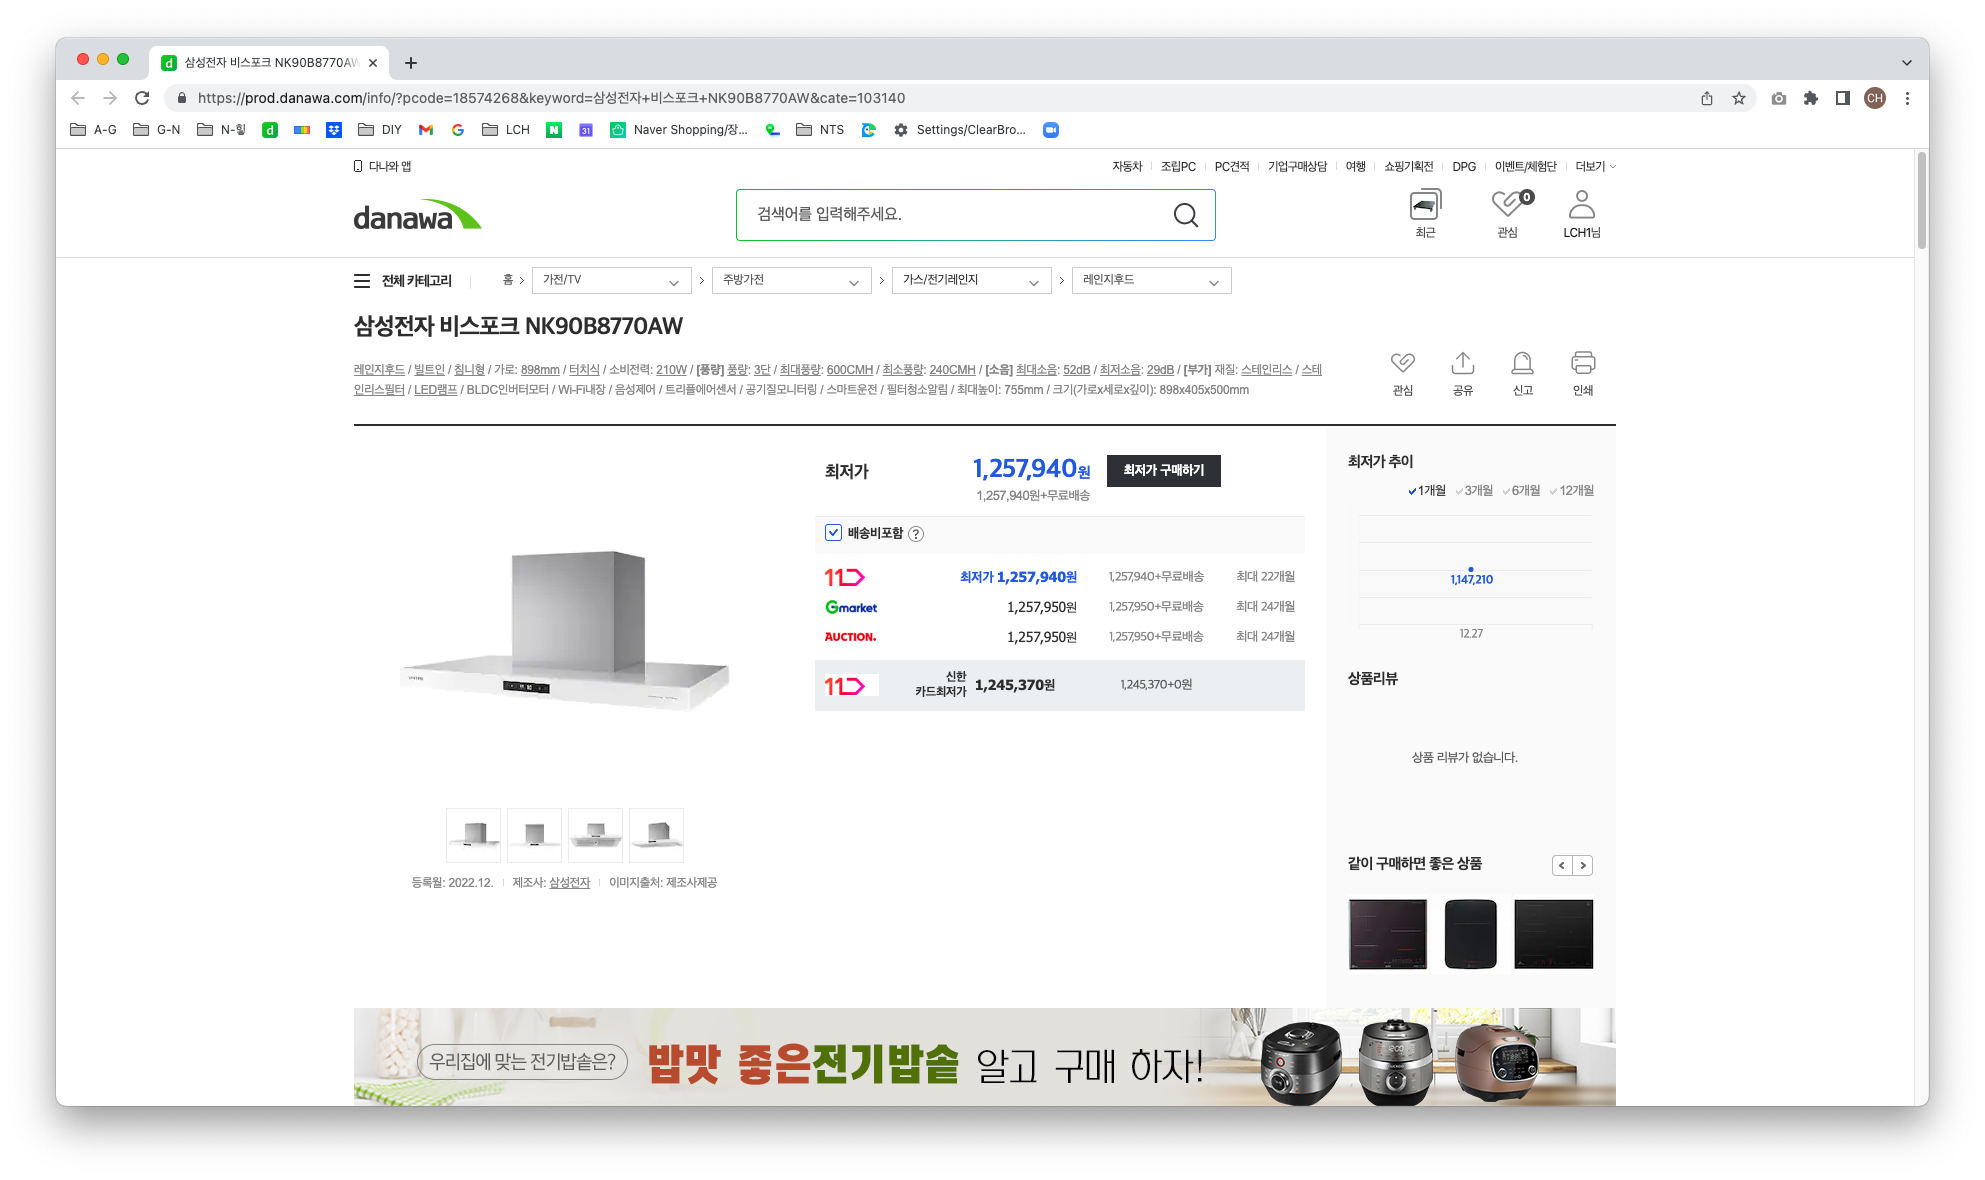 삼성전자 비스포크 NK90B8770AW
https://prod.danawa.com/info/?pcode=18574268&keyword=삼성전자+비스포크+NK90B8770AW&cate=103140
CH
A-G
G-N
N-힣
DIY
LCH
Naver Shopping/장...
NTS
Settings/ClearBro...
다나와 앱
자동차 조립PC PC견적 기업구매상담 여행 쇼핑기획전 DPG 이벤트/체험단 더보기
danawa
검색어를 입력해주세요.
0
최근 관심 LCH1님
전체 카테고리 홈 가전/TV 주방가전 가스/전기레인지 레인지후드
삼성전자 비스포크 NK90B8770AW
레인지후드 / 빌트인 / 침니형 / 가로: 898mm / 터치식 / 소비전력: 210W / [풍량] 풍량: 3단 / 최대풍량: 600CMH / 최소풍량: 240CMH / [소음] 최대소음: 52dB / 최저소음: 29dB / [부가] 재질: 스테인리스 / 스테
인리스필터 / LED램프 / BLDC인버터모터 / Wi-Fi내장 / 음성제어 / 트리플에어센서 / 공기질모니터링 / 스마트운전 / 필터청소알림 / 최대높이: 755mm / 크기(가로x세로x깊이): 898x405x500mm
관심 공유 신고 인쇄
최저가 1,257,940원 최저가 구매하기
1,257,940원+무료배송
배송비포함 ?
11 최저가 1,257,940원 1,257,940+무료배송 최대 22개월
Gmarket 1,257,950원 1,257,950+무료배송 최대 24개월
AUCTION. 1,257,950원 1,257,950+무료배송 최대 24개월
11 신한 카드최저가 1,245,370원 1,245,370+0원
최저가 추이
1개월 3개월 6개월 12개월
1,147,210
12.27
상품리뷰
상품 리뷰가 없습니다.
같이 구매하면 좋은 상품
등록월: 2022.12. 제조사: 삼성전자 이미지출처: 제조사제공
우리집에 맞는 전기밥솥은? 밥맛 좋은전기밥솥 알고 구매 하자!